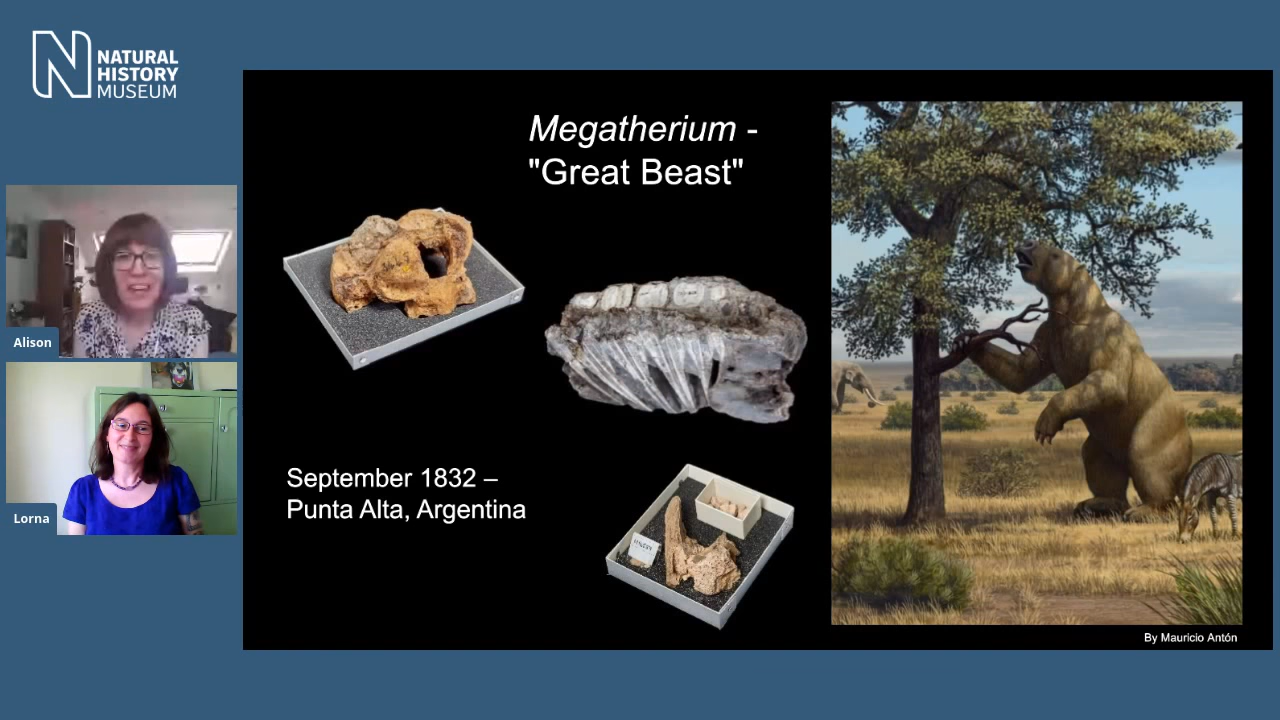 NATURAL
HISTORY
MUSEUM
Megatherium -
"Great Beast"
Alison
Lorna
September 1832 –
Punta Alta, Argentina
By Mauricio Antón